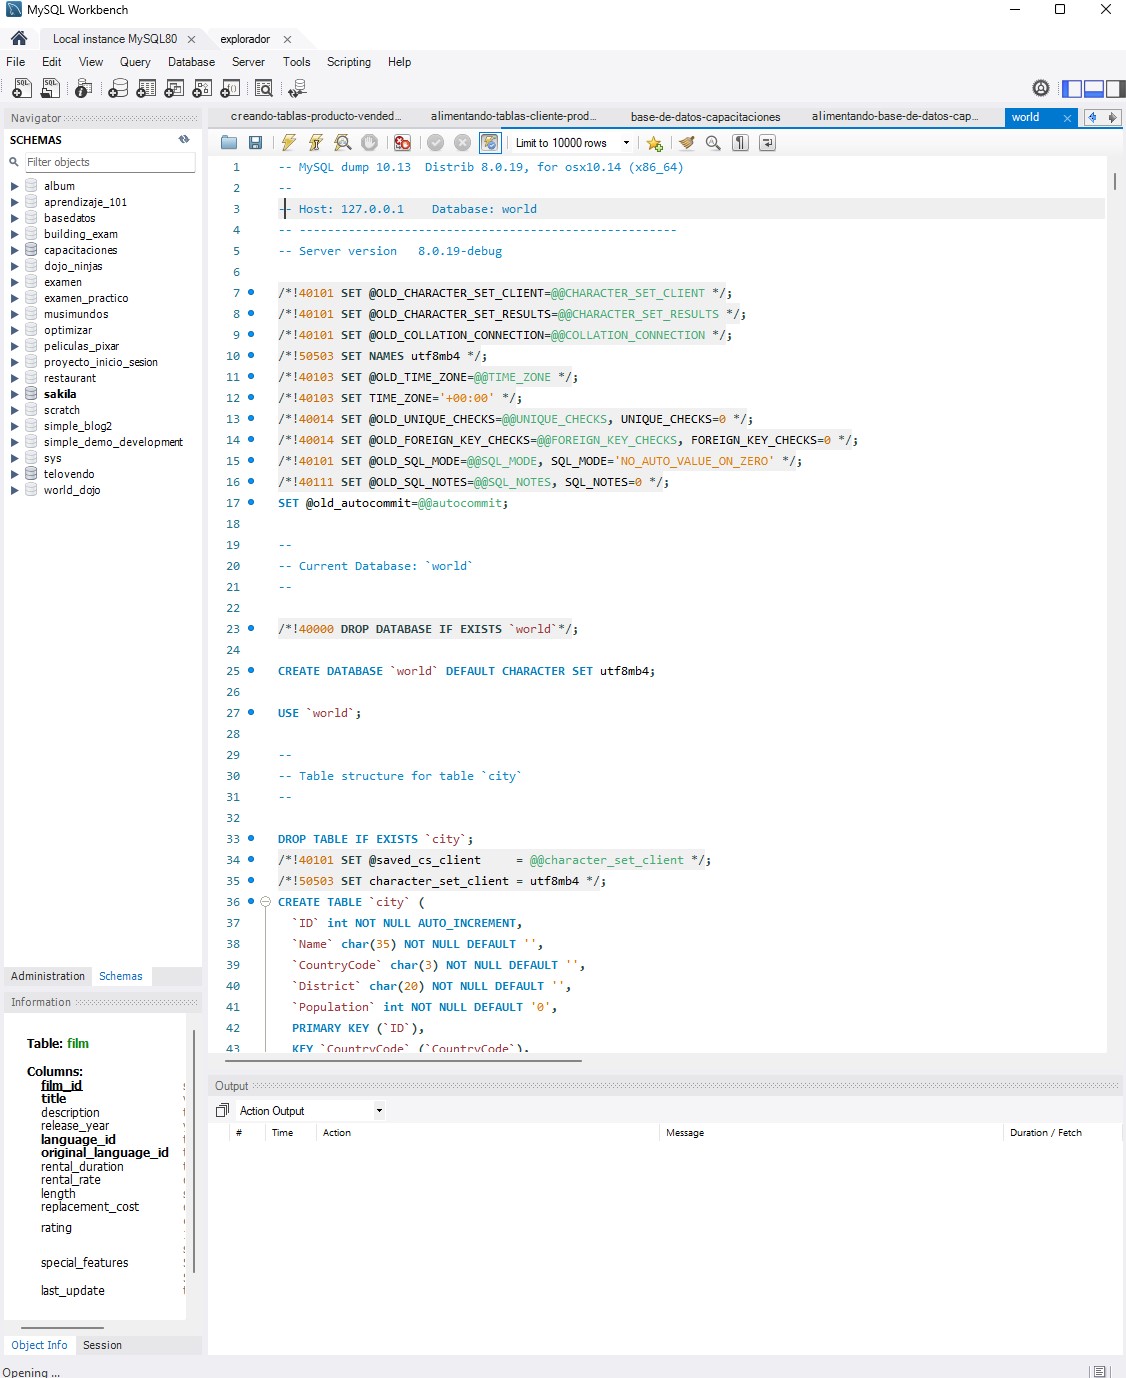 MySQL Workbench
Local instance MySQL80
explorador
File Edit View Query Database Server Tools Scripting Help
Navigator
SCHEMAS
Filter objects
album
aprendizaje_101
basedatos
building_exam
capacitaciones
dojo_ninjas
examen
examen_practico
musimundos
optimizar
peliculas_pixar
proyecto_inicio_sesion
restaurant
sakila
scratch
simple_blog2
simple_demo_development
sys
telovendo
world_dojo
Administration Schemas
Information
Table: film
Columns:
film_id
title
description
release_year
language_id
original_language_id
rental_duration
rental_rate
length
replacement_cost
rating
special_features
last_update
Object Info Session
Opening ...
creando-tablas-producto-vended... alimentando-tablas-cliente-prod... base-de-datos-capacitaciones alimentando-base-de-datos-cap... world
Limit to 10000 rows
1 -- MySQL dump 10.13  Distrib 8.0.19, for osx10.14 (x86_64)
2 --
3 -- Host: 127.0.0.1    Database: world
4 -- ------------------------------------------------------
5 -- Server version   8.0.19-debug
6
7 /*!40101 SET @OLD_CHARACTER_SET_CLIENT=@@CHARACTER_SET_CLIENT */;
8 /*!40101 SET @OLD_CHARACTER_SET_RESULTS=@@CHARACTER_SET_RESULTS */;
9 /*!40101 SET @OLD_COLLATION_CONNECTION=@@COLLATION_CONNECTION */;
10 /*!50503 SET NAMES utf8mb4 */;
11 /*!40103 SET @OLD_TIME_ZONE=@@TIME_ZONE */;
12 /*!40103 SET TIME_ZONE='+00:00' */;
13 /*!40014 SET @OLD_UNIQUE_CHECKS=@@UNIQUE_CHECKS, UNIQUE_CHECKS=0 */;
14 /*!40014 SET @OLD_FOREIGN_KEY_CHECKS=@@FOREIGN_KEY_CHECKS, FOREIGN_KEY_CHECKS=0 */;
15 /*!40101 SET @OLD_SQL_MODE=@@SQL_MODE, SQL_MODE='NO_AUTO_VALUE_ON_ZERO' */;
16 /*!40111 SET @OLD_SQL_NOTES=@@SQL_NOTES, SQL_NOTES=0 */;
17 SET @old_autocommit=@@autocommit;
18
19 --
20 -- Current Database: `world`
21 --
22
23 /*!40000 DROP DATABASE IF EXISTS `world`*/;
24
25 CREATE DATABASE `world` DEFAULT CHARACTER SET utf8mb4;
26
27 USE `world`;
28
29 --
30 -- Table structure for table `city`
31 --
32
33 DROP TABLE IF EXISTS `city`;
34 /*!40101 SET @saved_cs_client     = @@character_set_client */;
35 /*!50503 SET character_set_client = utf8mb4 */;
36 CREATE TABLE `city` (
37 `ID` int NOT NULL AUTO_INCREMENT,
38 `Name` char(35) NOT NULL DEFAULT '',
39 `CountryCode` char(3) NOT NULL DEFAULT '',
40 `District` char(20) NOT NULL DEFAULT '',
41 `Population` int NOT NULL DEFAULT '0',
42 PRIMARY KEY (`ID`),
43 KEY `CountryCode` (`CountryCode`),
Output
Action Output
# Time Action Message Duration / Fetch